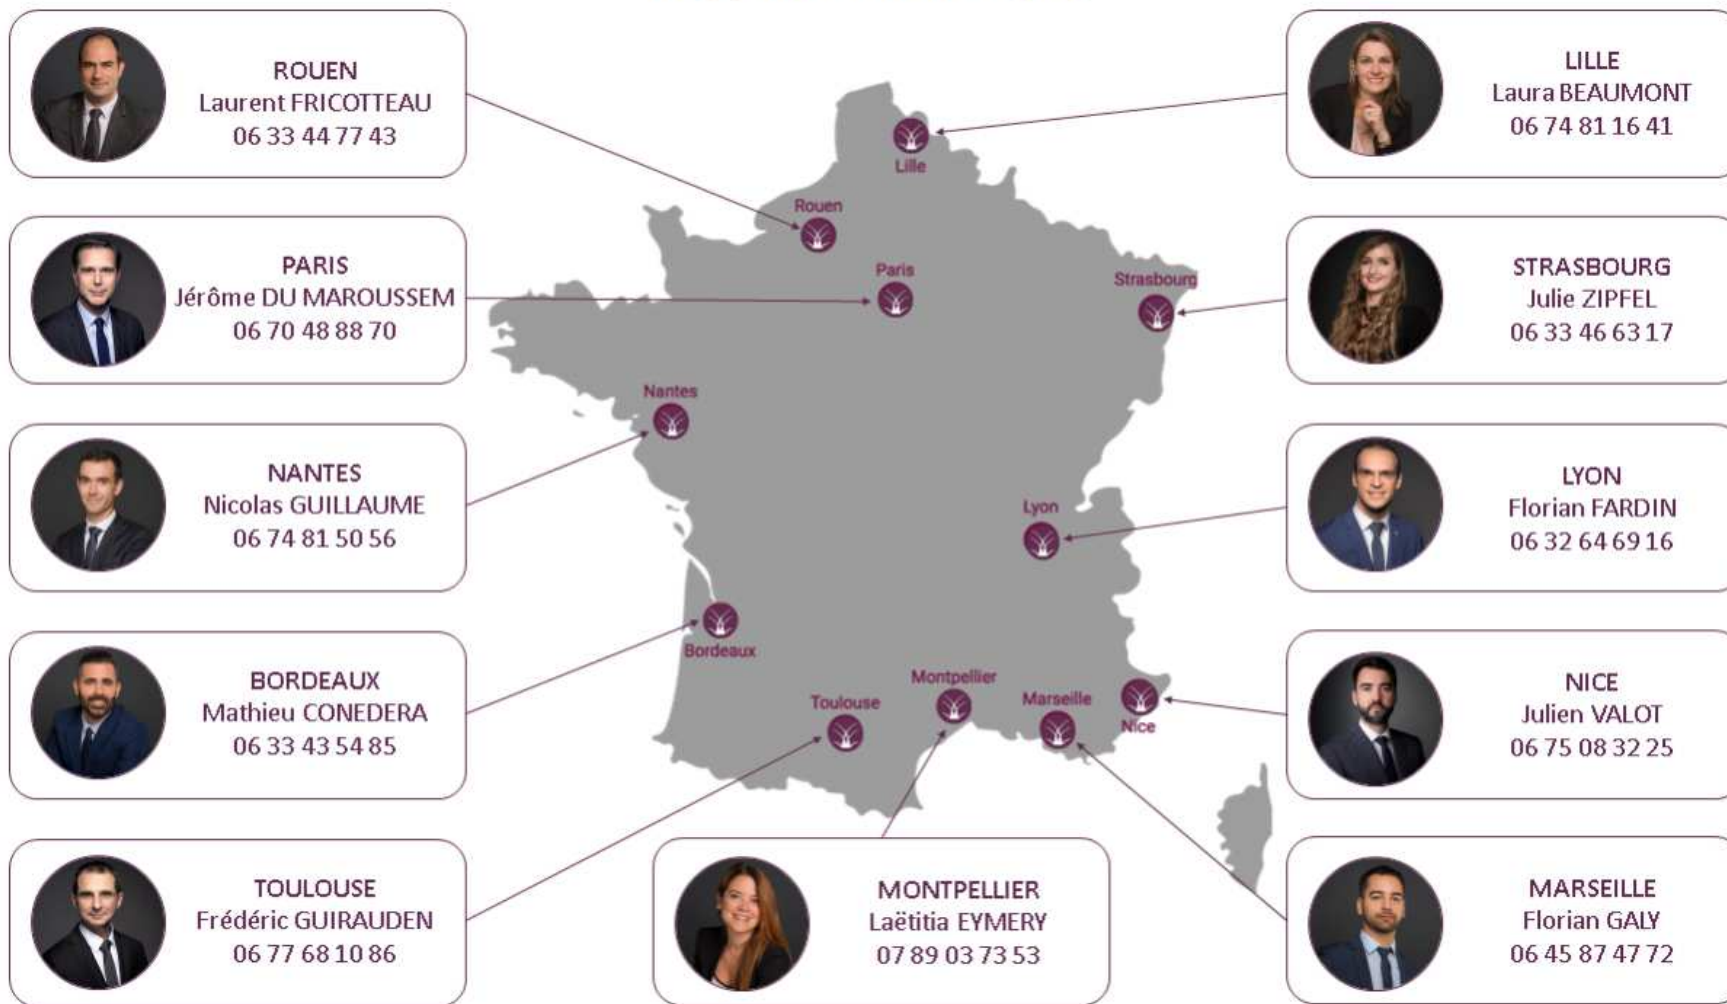 ROUEN
Laurent FRICOTTEAU
06 33 44 77 43
PARIS
Jérôme DU MAROUSSEM
06 70 48 88 70
NANTES
Nicolas GUILLAUME
06 74 81 50 56
BORDEAUX
Mathieu CONEDERA
06 33 43 54 85
TOULOUSE
Frédéric GUIRAUDEN
06 77 68 10 86
Lille
Rouen
Paris
Strasbourg
Nantes
Lyon
Bordeaux
Montpellier
Toulouse
Marseille
Nice
MONTPELLIER
Laëtitia EYMERY
07 89 03 73 53
LILLE
Laura BEAUMONT
06 74 81 16 41
STRASBOURG
Julie ZIPFEL
06 33 46 63 17
LYON
Florian FARDIN
06 32 64 69 16
NICE
Julien VALOT
06 75 08 32 25
MARSEILLE
Florian GALY
06 45 87 47 72